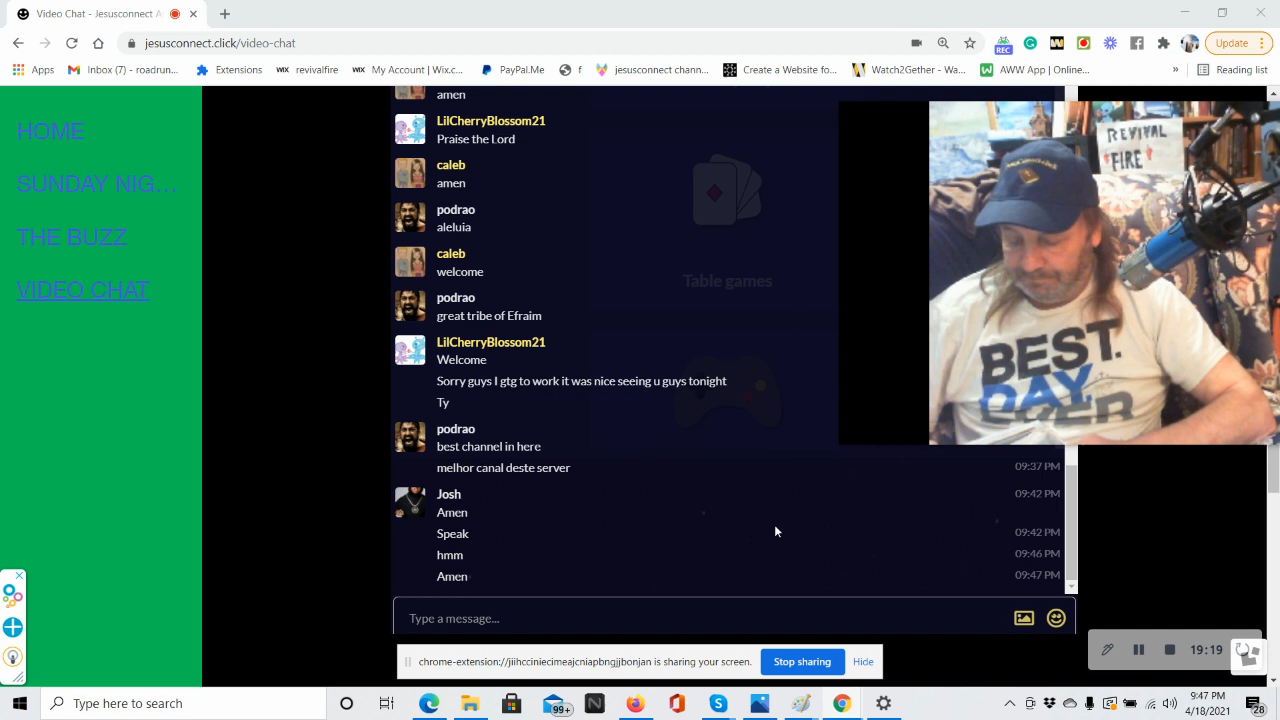 Video Chat - Jesusconnect A
jesusconnect.click/video-chat
REC
Update
Apps
Inbox (7) - roadrun...
Extensions
WIX revivalfire
WIX My Account | Wix.c...
PayPal.Me
f
jesusconnect chann...
Create a Website fo...
Watch2Gether - Wa...
AWW App | Online...
»
Reading list
HOME
SUNDAY NIG...
THE BUZZ
VIDEO CHAT
amen
LilCherryBlossom21
Praise the Lord
caleb
amen
podrao
aleluia
caleb
welcome
podrao
great tribe of Efraim
LilCherryBlossom21
Welcome
Sorry guys I gtg to work it was nice seeing u guys tonight
Ty
podrao
best channel in here
melhor canal deste server 09:37 PM
Josh 09:42 PM
Amen
Speak 09:42 PM
hmm 09:46 PM
Amen 09:47 PM
Table games
REVIVAL
FIRE
BEST.
DAY
EVER
Type a message...
chrome-extension://jiihcciniecimeajcniapbngjjbonjan is sharing your screen.
Stop sharing
Hide
19:19
Type here to search
99+
9:47 PM
4/18/2021
28